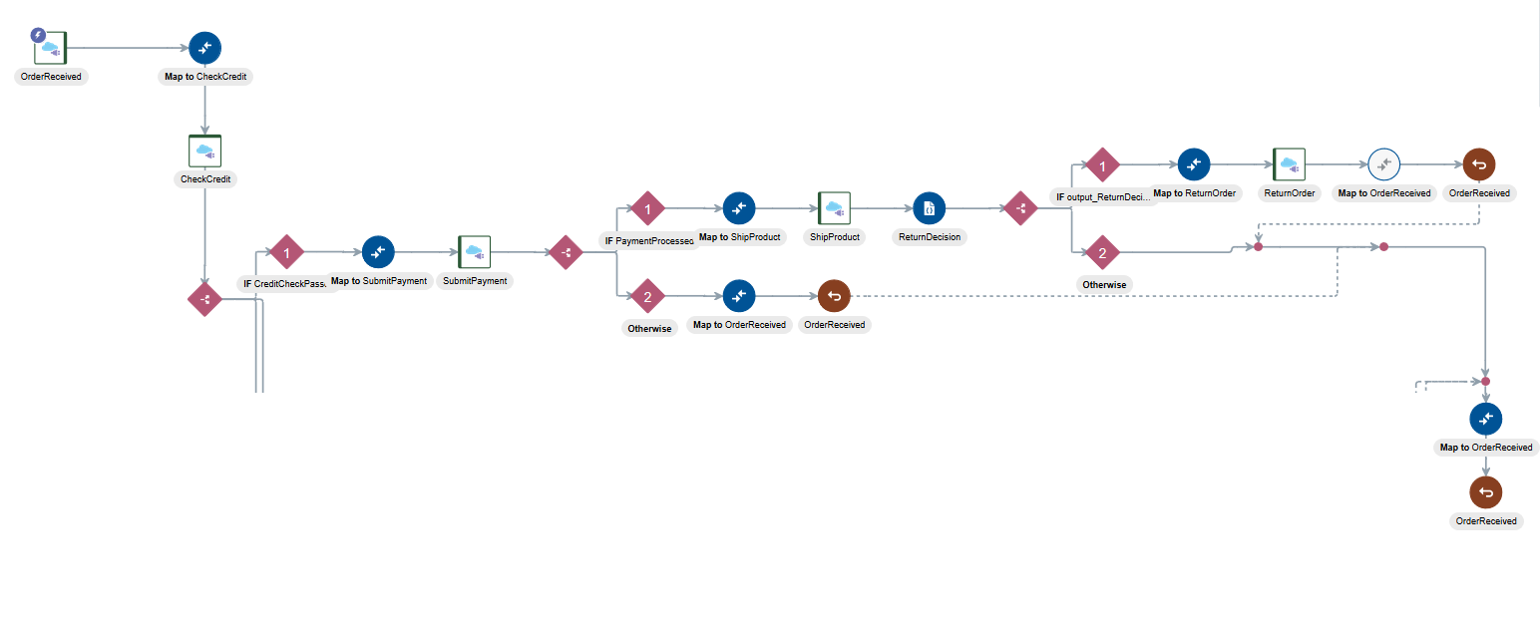 OrderReceived
Map to CheckCredit
CheckCredit
1
IF CreditCheckPass
Map to SubmitPayment
SubmitPayment
1
IF PaymentProcessed
Map to ShipProduct
ShipProduct
ReturnDecision
2
Otherwise
Map to OrderReceived
OrderReceived
1
IF output_ReturnDeci...
Map to ReturnOrder
ReturnOrder
Map to OrderReceived
OrderReceived
2
Otherwise
Map to OrderReceived
OrderReceived